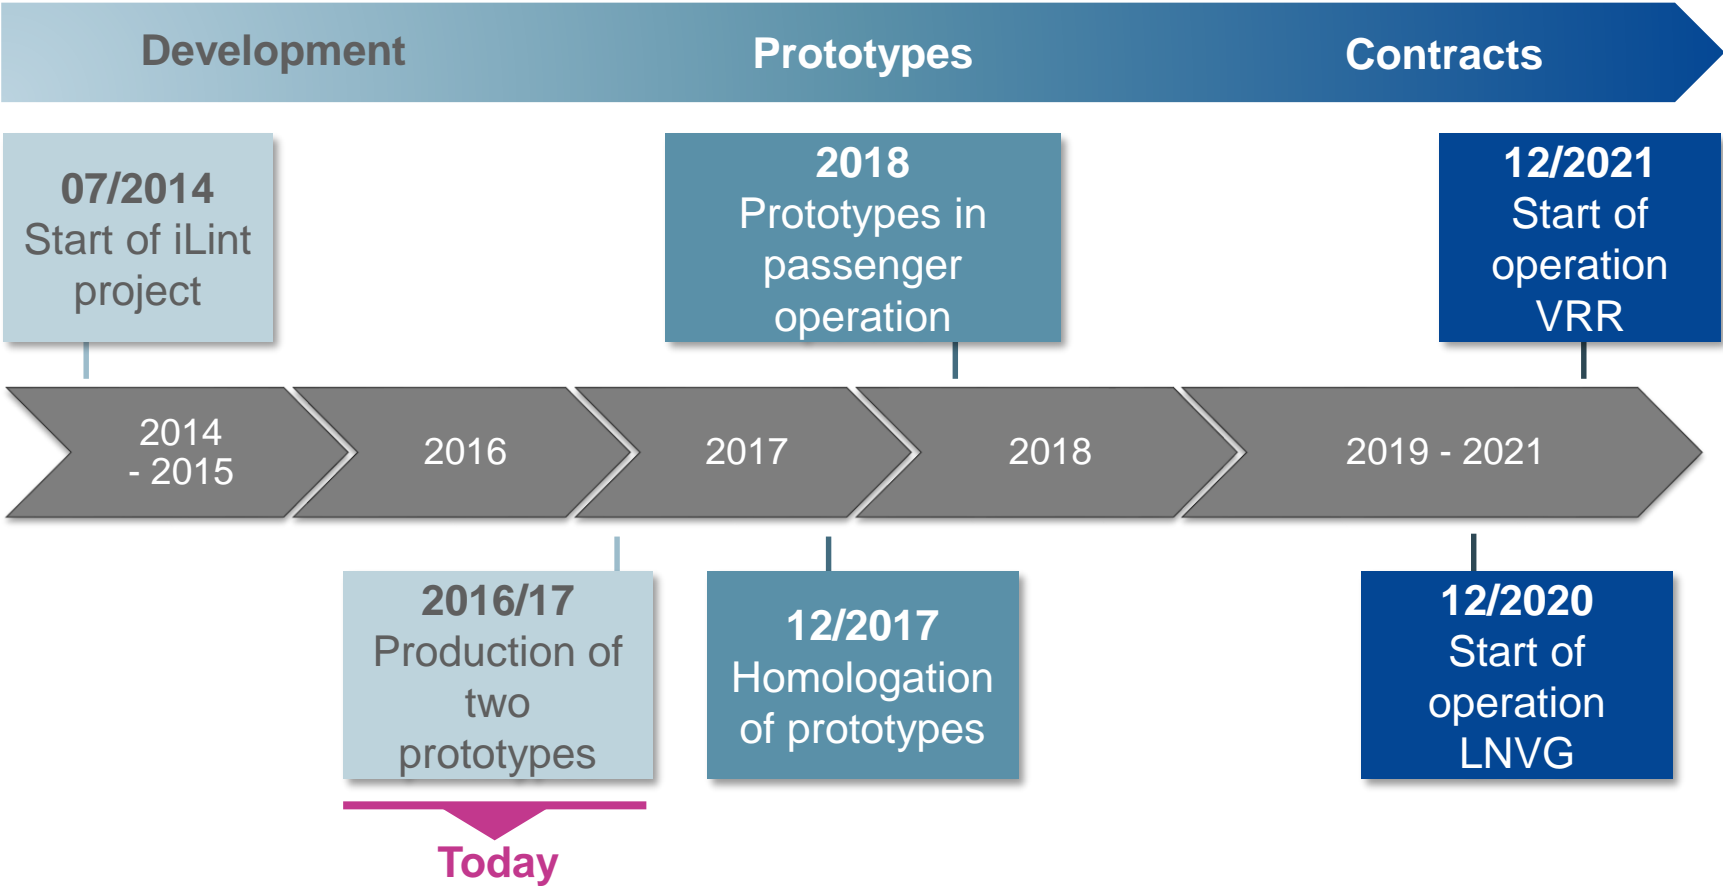 Development
Prototypes
Contracts
07/2014
Start of iLint
project
2018
Prototypes in
passenger
operation
12/2021
Start of
operation
VRR
2014
- 2015
2016
2017
2018
2019 - 2021
2016/17
Production of
two
prototypes
12/2017
Homologation
of prototypes
12/2020
Start of
operation
LNVG
Today